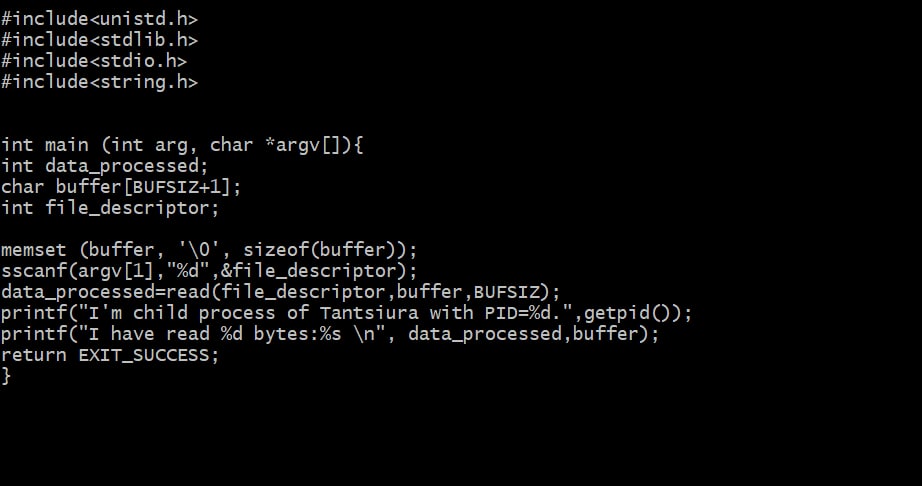 #include<unistd.h>
#include<stdlib.h>
#include<stdio.h>
#include<string.h>
int main (int arg, char *argv[]){
int data_processed;
char buffer[BUFSIZ+1];
int file_descriptor;
memset (buffer, '\0', sizeof(buffer));
sscanf(argv[1],"%d",&file_descriptor);
data_processed=read(file_descriptor,buffer,BUFSIZ);
printf("I'm child process of Tantsiura with PID=%d.",getpid());
printf("I have read %d bytes:%s \n", data_processed,buffer);
return EXIT_SUCCESS;
}